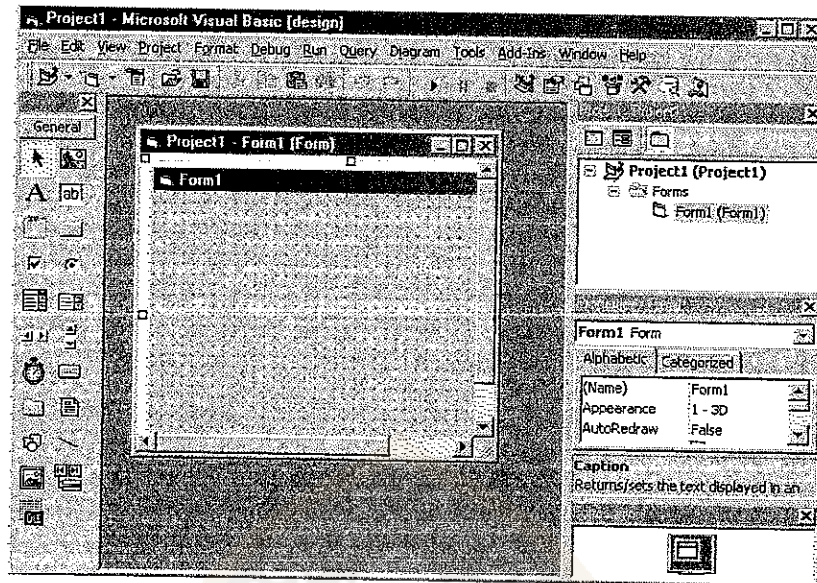 Project1 - Microsoft Visual Basic [design]
File Edit View Project Format Debug Run Query Diagram Tools Add-Ins Window Help
General
A abl
Project1 - Form1 (Form)
Form1
Project1 (Project1)
Forms
Form1 (Form1)
Form1 Form
Alphabetic Categorized
(Name) Form1
Appearance 1 - 3D
AutoRedraw False
Caption
Returns/sets the text displayed in an